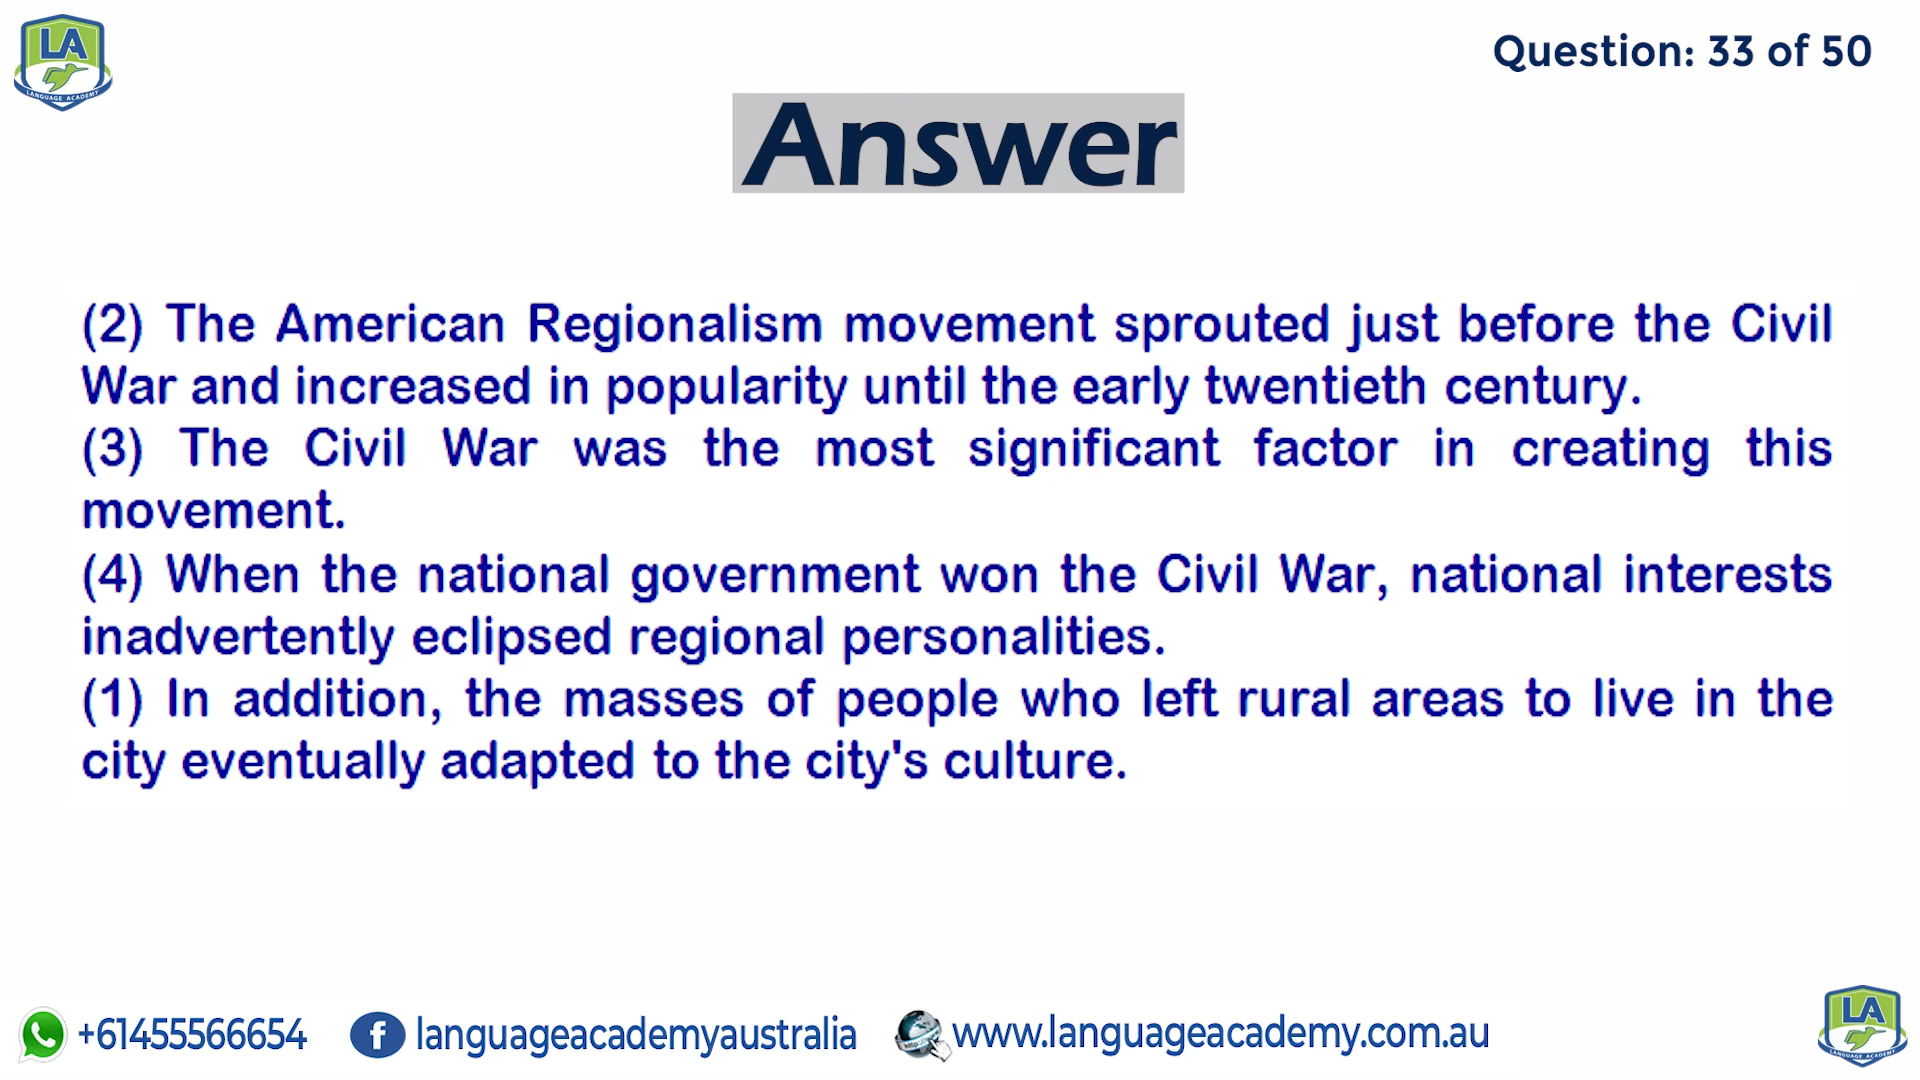 LA
LANGUAGE ACADEMY
Question: 33 of 50
Answer
(2) The American Regionalism movement sprouted just before the Civil
War and increased in popularity until the early twentieth century.
(3) The Civil War was the most significant factor in creating this
movement.
(4) When the national government won the Civil War, national interests
inadvertently eclipsed regional personalities.
(1) In addition, the masses of people who left rural areas to live in the
city eventually adapted to the city's culture.
+61455566654
f languageacademyaustralia
www.languageacademy.com.au
LA
LANGUAGE ACADEMY